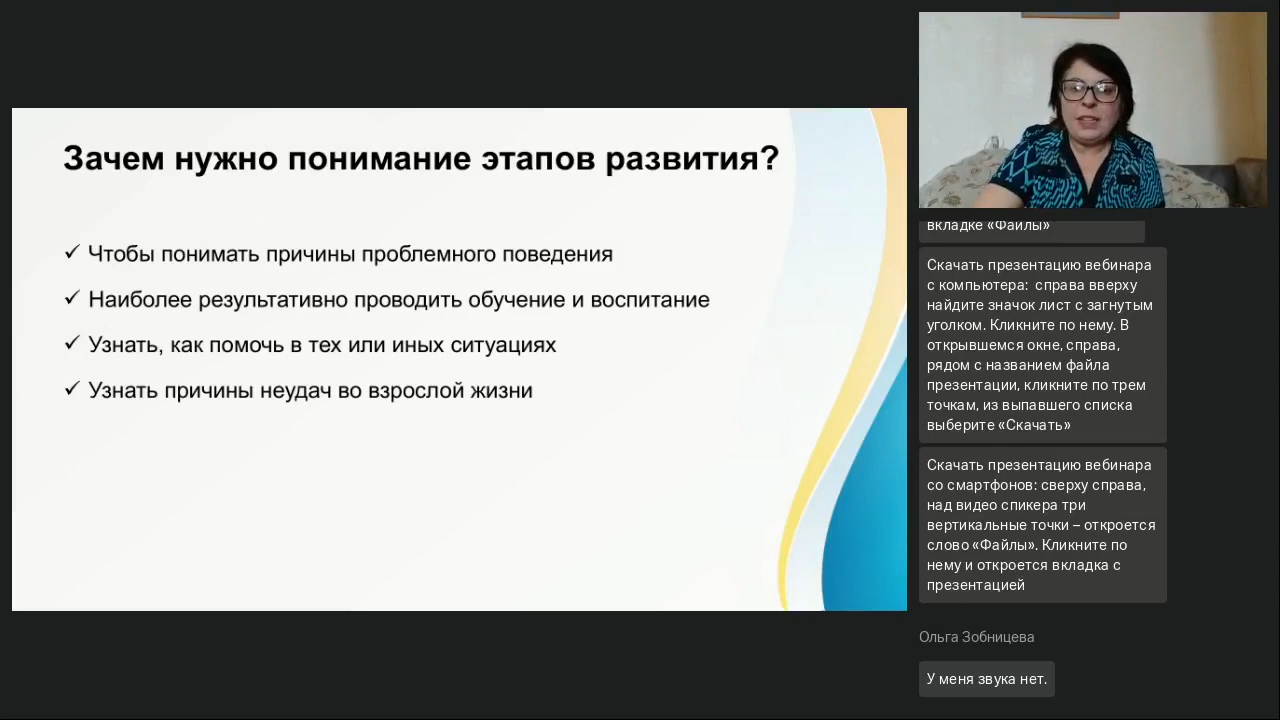 Зачем нужно понимание этапов развития?
✓ Чтобы понимать причины проблемного поведения
✓ Наиболее результативно проводить обучение и воспитание
✓ Узнать, как помочь в тех или иных ситуациях
✓ Узнать причины неудач во взрослой жизни
вкладке «Файлы»
Скачать презентацию вебинара
с компьютера:  справа вверху
найдите значок лист с загнутым
уголком. Кликните по нему. В
открывшемся окне, справа,
рядом с названием файла
презентации, кликните по трем
точкам, из выпавшего списка
выберите «Скачать»
Скачать презентацию вебинара
со смартфонов: сверху справа,
над видео спикера три
вертикальные точки – откроется
слово «Файлы». Кликните по
нему и откроется вкладка с
презентацией
Ольга Зобницева
У меня звука нет.